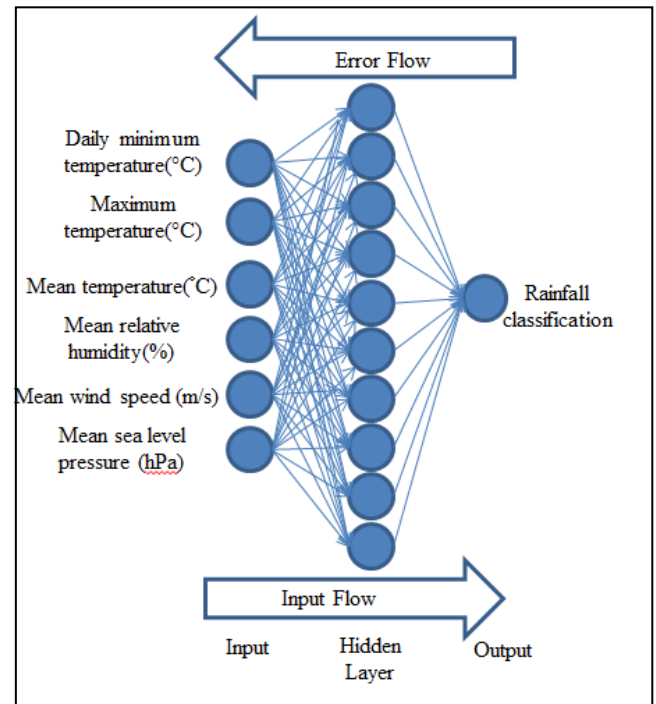 Error Flow
Daily minimum
temperature(°C)
Maximum
temperature(°C)
Mean temperature(°C)
Mean relative
humidity(%)
Mean wind speed (m/s)
Mean sea level
pressure (hPa)
Rainfall
classification
Input Flow
Input
Hidden
Layer
Output